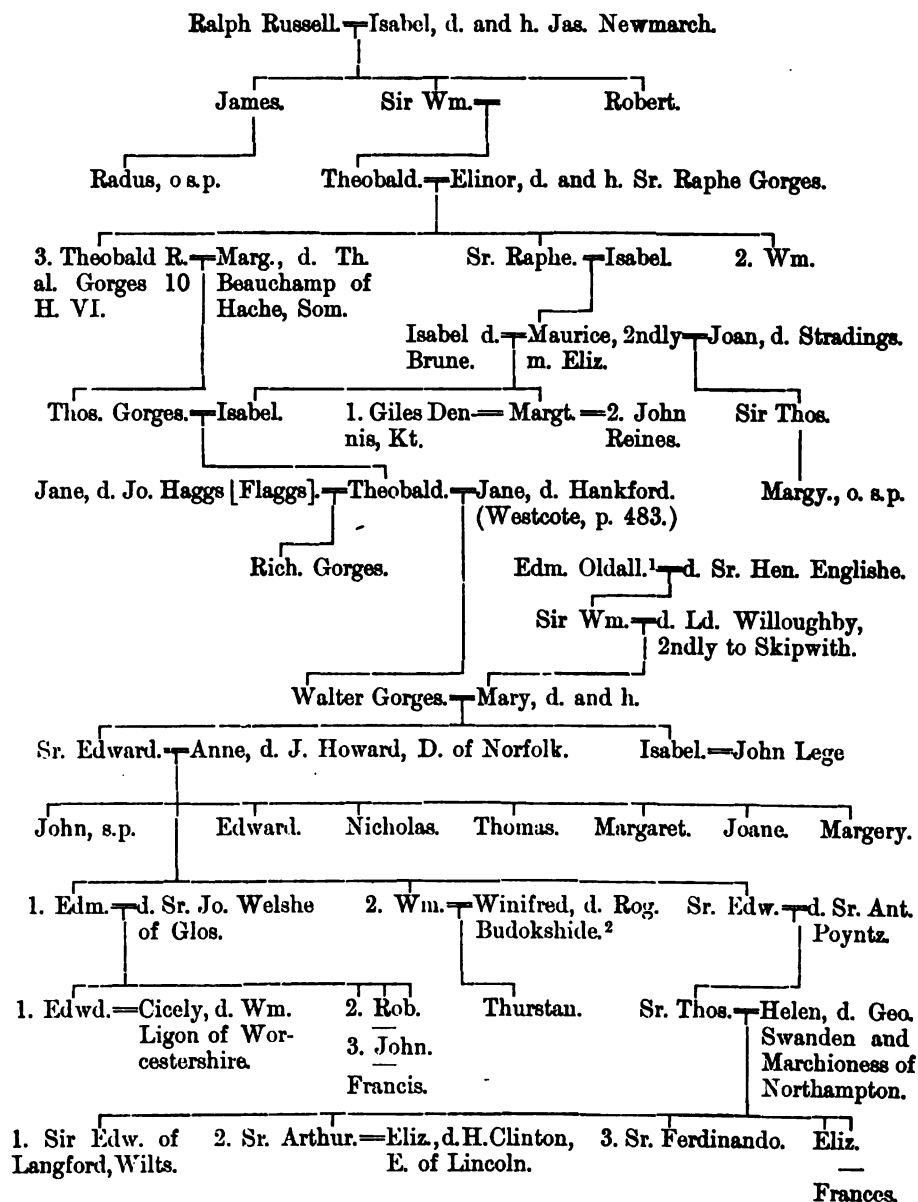 Ralph Russell. Isabel, d. and h. Jas. Newmarch.
James. Sir Wm. Robert.
Radus, o s.p. Theobald. Elinor, d. and h. Sr. Raphe Gorges.
3. Theobald R. Marg., d. Th. Sr. Raphe. Isabel. 2. Wm.
al. Gorges 10 Beauchamp of
H. VI. Hache, Som.
Isabel d. Maurice, 2ndly Joan, d. Stradings.
Brune. m. Eliz.
Thos. Gorges. Isabel. 1. Giles Den- Margt. 2. John Sir Thos.
nis, Kt. Reines.
Jane, d. Jo. Haggs [Flaggs]. Theobald. Jane, d. Hankford. Margy., o. s.p.
(Westcote, p. 483.)
Rich. Gorges. Edm. Oldall.¹ d. Sr. Hen. Englishe.
Sir Wm. d. Ld. Willoughby,
2ndly to Skipwith.
Walter Gorges. Mary, d. and h.
Sr. Edward. Anne, d. J. Howard, D. of Norfolk. Isabel. John Lege
John, s.p. Edward. Nicholas. Thomas. Margaret. Joane. Margery.
1. Edm. d. Sr. Jo. Welshe 2. Wm. Winifred, d. Rog. Sr. Edw. d. Sr. Ant.
of Glos. Budokshide.² Poyntz.
1. Edwd. Cicely, d. Wm. 2. Rob. Thurstan. Sr. Thos. Helen, d. Geo.
Ligon of Wor- 3. John. Swanden and
cestershire. Francis. Marchioness of
Northampton.
1. Sir Edw. of 2. Sr. Arthur. Eliz., d. H. Clinton, 3. Sr. Ferdinando. Eliz.
Langford, Wilts. E. of Lincoln.
Frances.